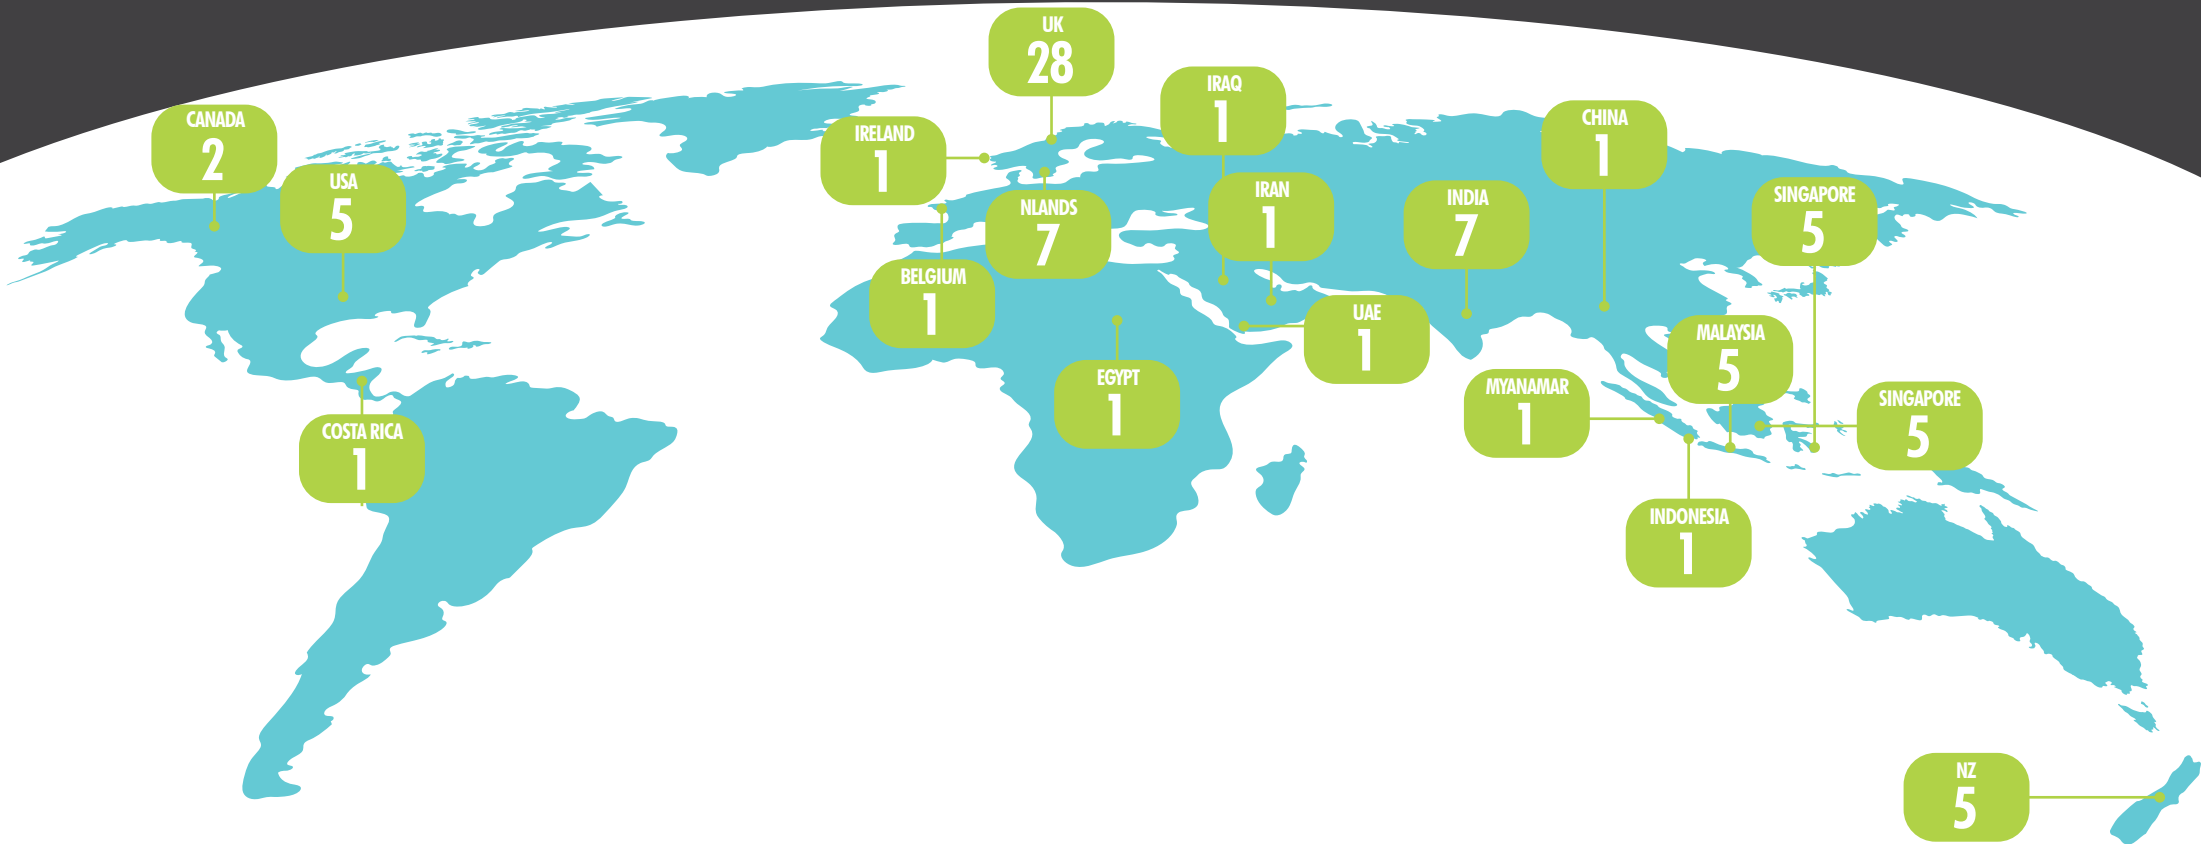 UK
28
IRAQ
1
CANADA
2
IRELAND
1
CHINA
1
USA
5
NLANDS
7
IRAN
1
INDIA
7
SINGAPORE
5
BELGIUM
1
UAE
1
MALAYSIA
5
EGYPT
1
MYANAMAR
1
SINGAPORE
5
COSTA RICA
1
INDONESIA
1
NZ
5